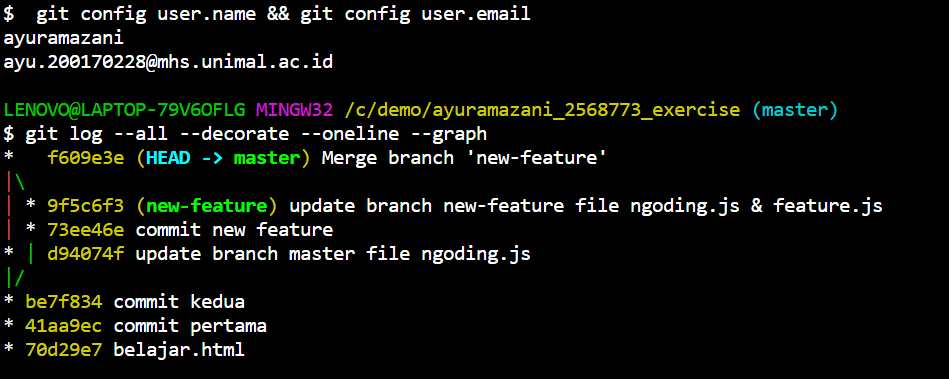 $  git config user.name && git config user.email
ayuramazani
ayu.200170228@mhs.unimal.ac.id
LENOVO@LAPTOP-79V6OFLG MINGW32 /c/demo/ayuramazani_2568773_exercise (master)
$ git log --all --decorate --oneline --graph
*   f609e3e (HEAD -> master) Merge branch 'new-feature'
|\
| * 9f5c6f3 (new-feature) update branch new-feature file ngoding.js & feature.js
| * 73ee46e commit new feature
* | d94074f update branch master file ngoding.js
|/
* be7f834 commit kedua
* 41aa9ec commit pertama
* 70d29e7 belajar.html